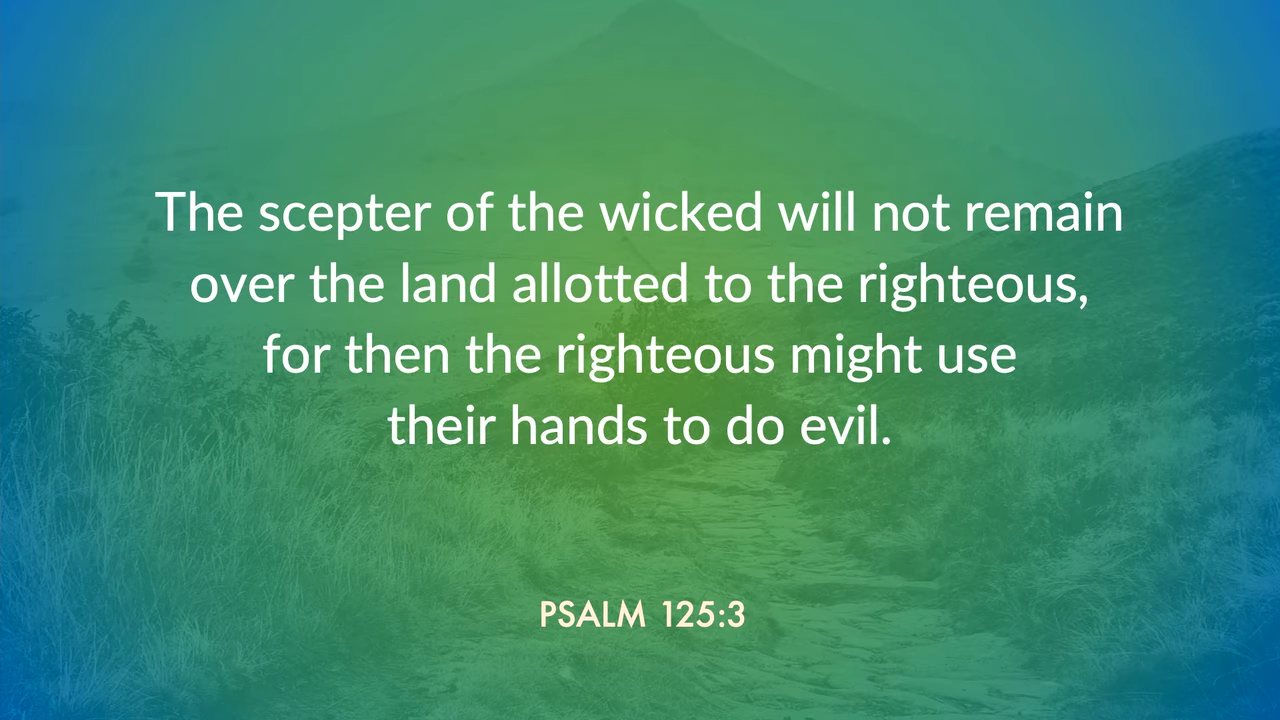 The scepter of the wicked will not remain
over the land allotted to the righteous,
for then the righteous might use
their hands to do evil.
PSALM 125:3